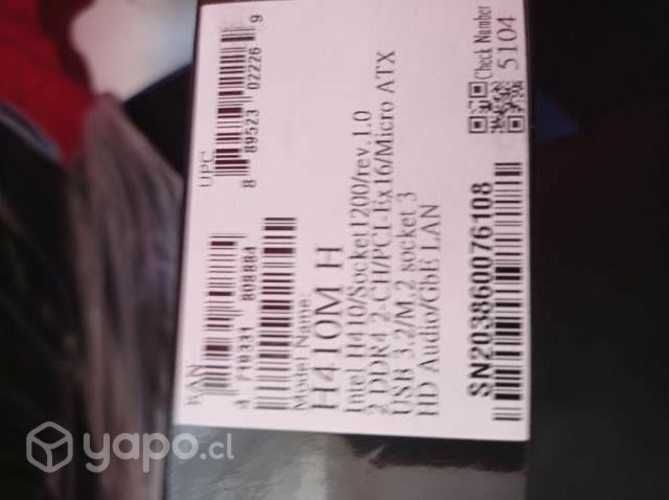 EAN
4 719331 808884
UPC
8 89523 02226 9
Model Name:
H410M H
Intel H410/Socket1200/rev.1.0
2 DDR4 2-CH/PCI-Ex16/Micro ATX
USB 3.2/M.2 socket 3
HD Audio/GbE LAN
SN203860076108
Check Number
5104
yapo.cl